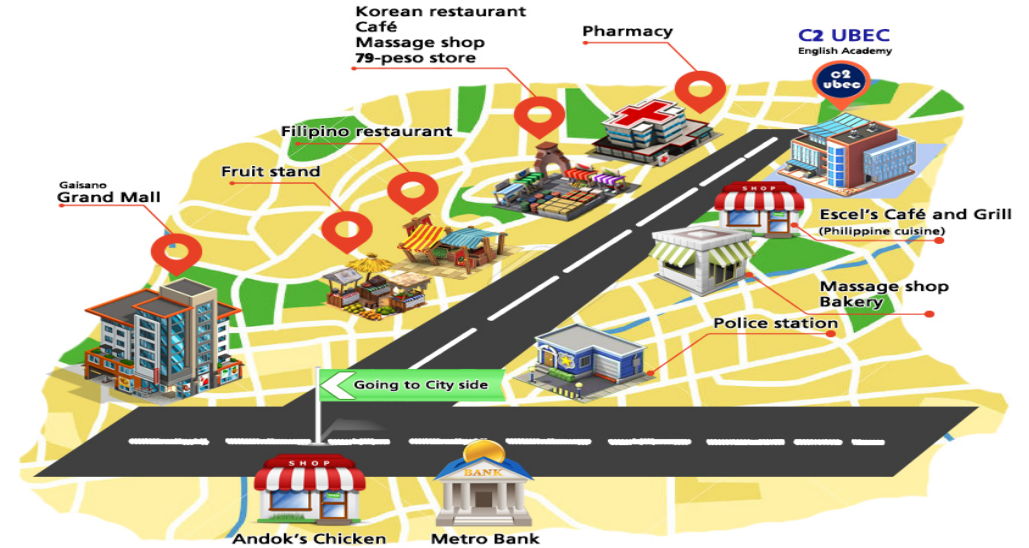 Korean restaurant
Café
Massage shop
79-peso store
Pharmacy
C2 UBEC
English Academy
c2
ubec
Filipino restaurant
Fruit stand
Gaisano
Grand Mall
SHOP
Escel's Café and Grill
(Philippine cuisine)
Massage shop
Bakery
Police station
Going to City side
SHOP
BANK
Andok's Chicken
Metro Bank